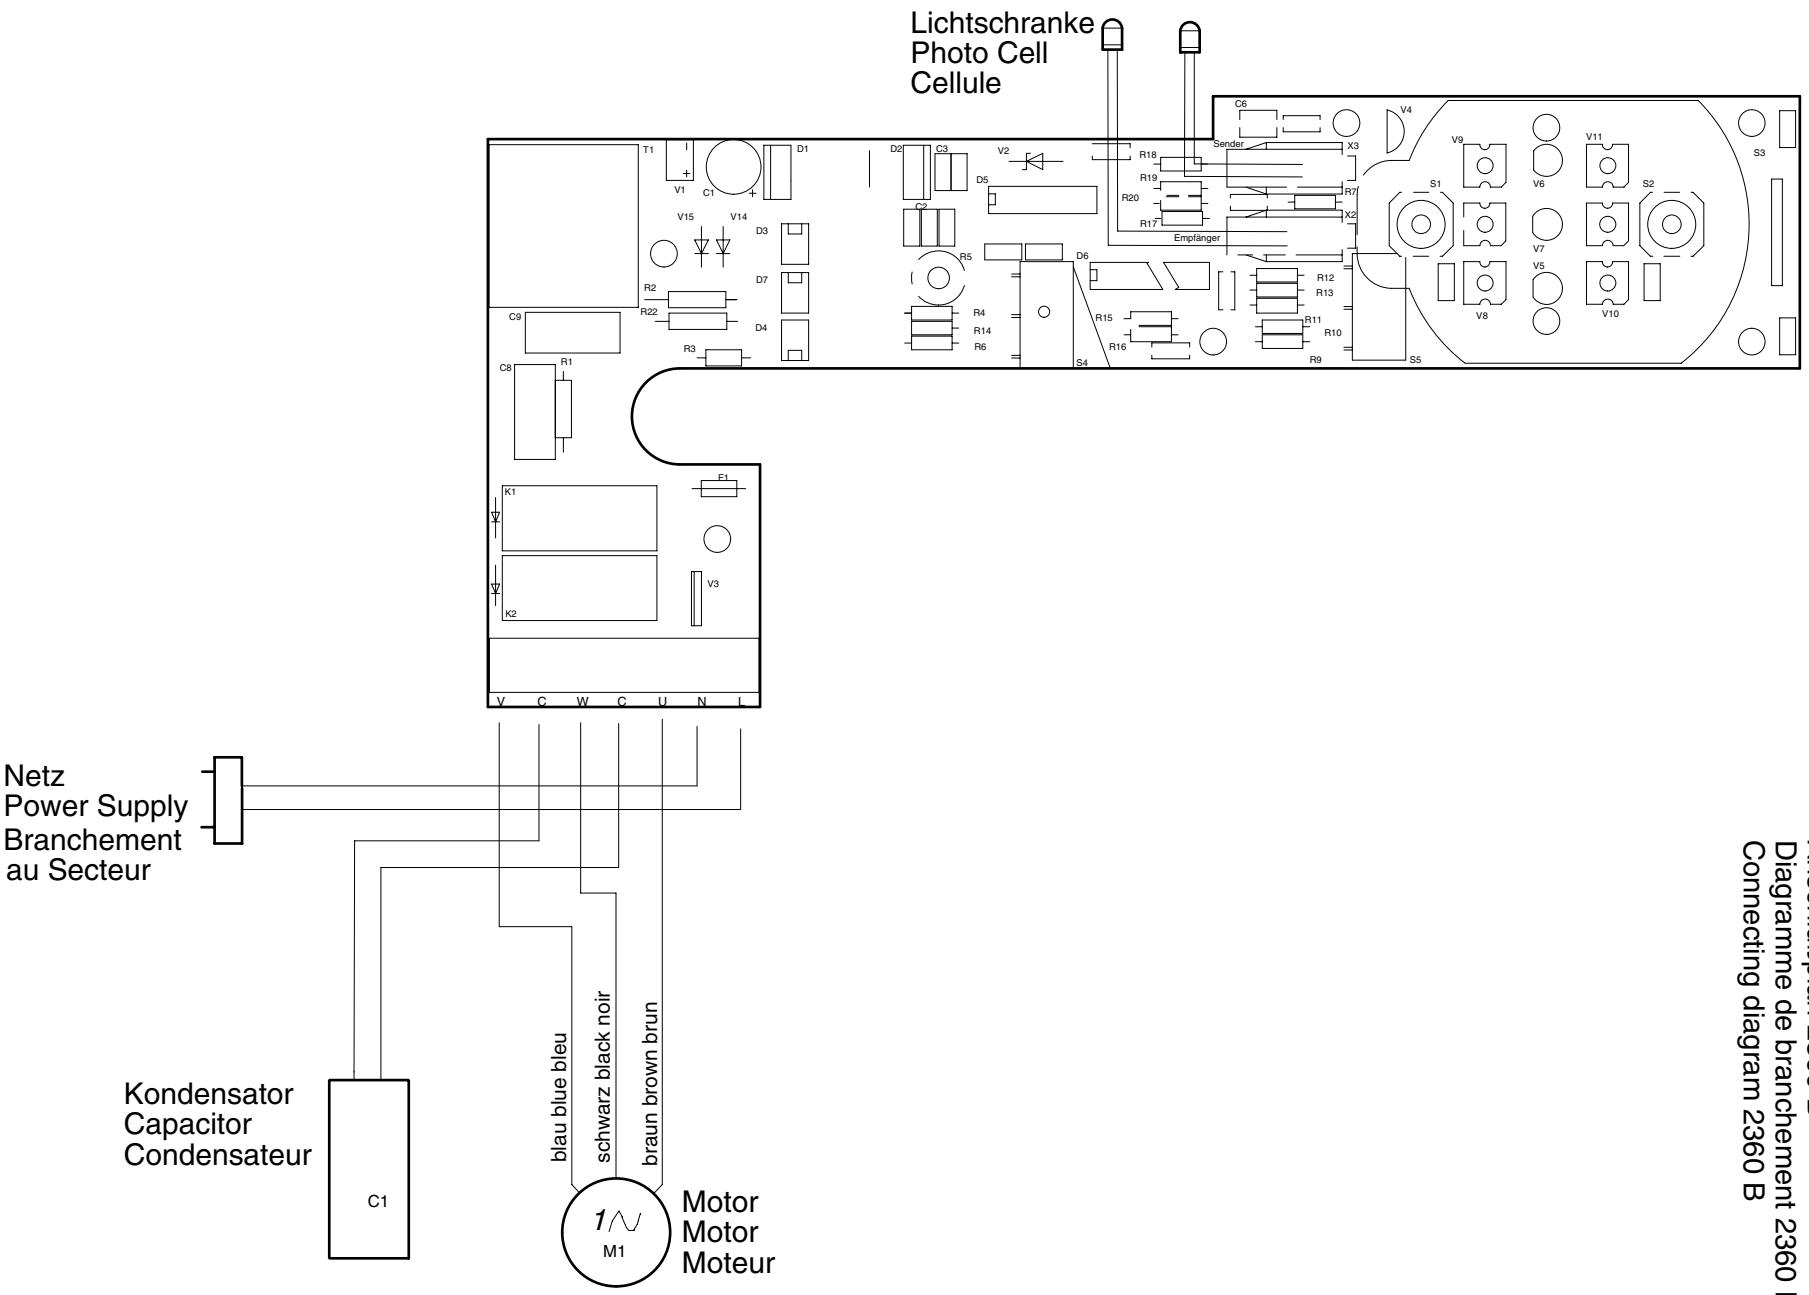 Lichtschranke
Photo Cell
Cellule
C6
V4
T1
D1
D2
C3
V2
R18
Sender
X3
V9
V11
S3
V1
C1
D5
R19
R20
R7
S1
V6
S2
V15
V14
D3
C2
R17
X2
Empfänger
V7
R5
D6
V5
D7
R2
R12
R13
R22
C9
D4
R4
R14
R6
R15
R16
R11
R10
R9
V8
V10
R3
R1
C8
S4
S5
K1
F1
K2
V3
V C W C U N L
Netz
Power Supply
Branchement
au Secteur
Kondensator
Capacitor
Condensateur
C1
blau blue bleu
schwarz black noir
braun brown brun
1
M1
Motor
Motor
Moteur
Diagramme de branchement 2360
Connecting diagram 2360 B